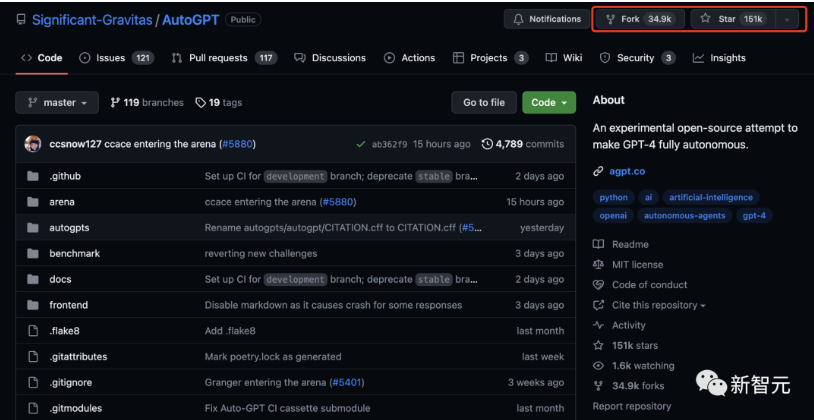 Significant-Gravitas / AutoGPT Public
Notifications Fork 34.9k Star 151k
Code Issues 121 Pull requests 117 Discussions Actions Projects 3 Wiki Security 3 Insights
master 119 branches 19 tags Go to file Code
ccsnow127 ccace entering the arena (#5880) ab362f9 15 hours ago 4,789 commits
.github Set up CI for development branch; deprecate stable bra... 2 days ago
arena ccace entering the arena (#5880) 15 hours ago
autogpts Rename autogpts/autogpt/CITATION.cff to CITATION.cff (#5... yesterday
benchmark reverting new challenges 3 days ago
docs Set up CI for development branch; deprecate stable bra... 2 days ago
frontend Disable markdown as it causes crash for some responses 3 days ago
.flake8 Add .flake8 last month
.gitattributes Mark poetry.lock as generated last week
.gitignore Granger entering the arena (#5401) 3 weeks ago
.gitmodules Fix Auto-GPT CI cassette submodule last month
About
An experimental open-source attempt to
make GPT-4 fully autonomous.
agpt.co
python ai artificial-intelligence
openai autonomous-agents gpt-4
Readme
MIT license
Code of conduct
Cite this repository
Activity
151k stars
1.6k watching
34.9k forks
Report repository
新智元